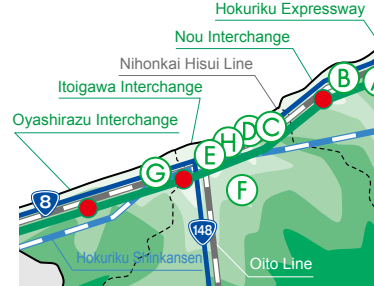 Hokuriku Expressway
Nou Interchange
Nihonkai Hisui Line
Itoigawa Interchange
Oyashirazu Interchange
B
A
C
D
H
E
G
F
8
148
Hokuriku Shinkansen
Oito Line